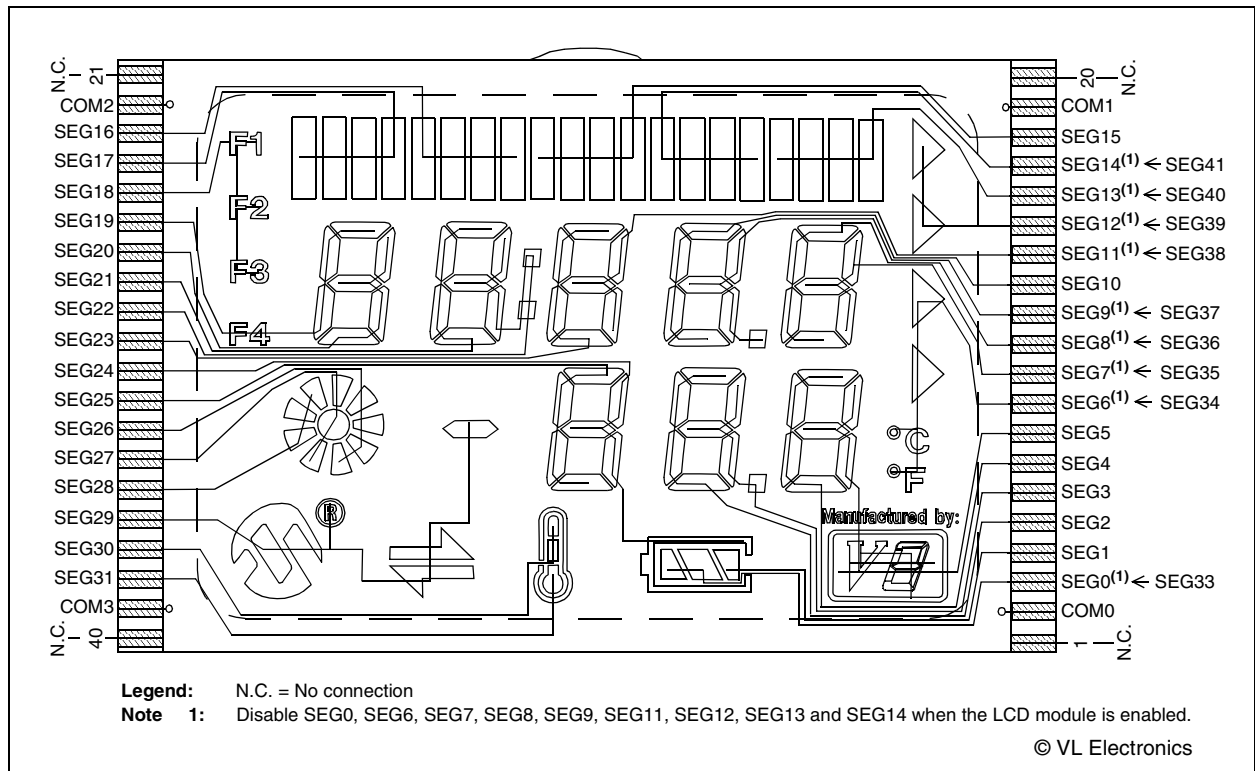 N.C.
21
COM2
SEG16
SEG17
SEG18
SEG19
SEG20
SEG21
SEG22
SEG23
SEG24
SEG25
SEG26
SEG27
SEG28
SEG29
SEG30
SEG31
COM3
N.C.
40
F1
F2
F3
F4
®
°C
°F
Manufactured by:
20
N.C.
COM1
SEG15
SEG14(1) ← SEG41
SEG13(1) ← SEG40
SEG12(1) ← SEG39
SEG11(1) ← SEG38
SEG10
SEG9(1) ← SEG37
SEG8(1) ← SEG36
SEG7(1) ← SEG35
SEG6(1) ← SEG34
SEG5
SEG4
SEG3
SEG2
SEG1
SEG0(1) ← SEG33
COM0
1
N.C.
Legend: N.C. = No connection
Note 1: Disable SEG0, SEG6, SEG7, SEG8, SEG9, SEG11, SEG12, SEG13 and SEG14 when the LCD module is enabled.
© VL Electronics